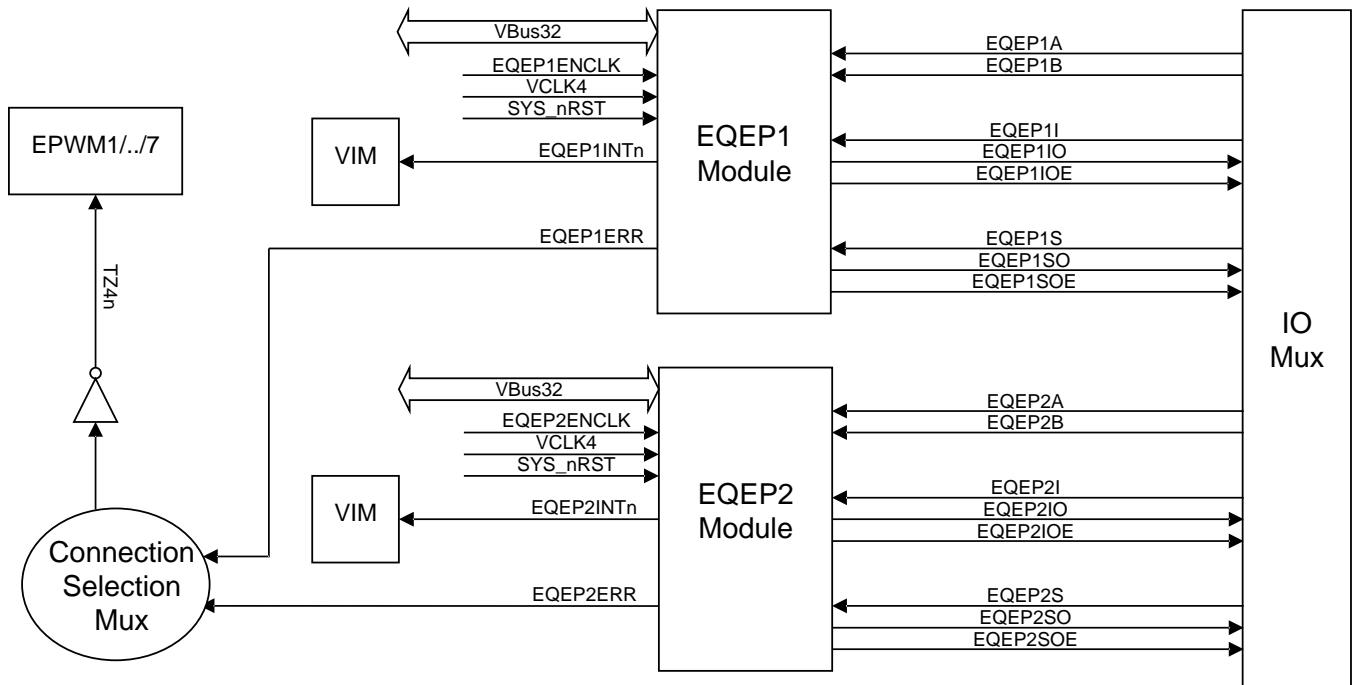 VBus32
EQEP1ENCLK
VCLK4
SYS_nRST
EPWM1/../7
VIM
EQEP1INTn
EQEP1
Module
EQEP1A
EQEP1B
EQEP1I
EQEP1IO
EQEP1IOE
EQEP1ERR
EQEP1S
EQEP1SO
EQEP1SOE
TZ4n
IO
Mux
VBus32
EQEP2ENCLK
VCLK4
SYS_nRST
VIM
EQEP2INTn
EQEP2
Module
EQEP2A
EQEP2B
EQEP2I
EQEP2IO
EQEP2IOE
Connection
Selection
Mux
EQEP2ERR
EQEP2S
EQEP2SO
EQEP2SOE